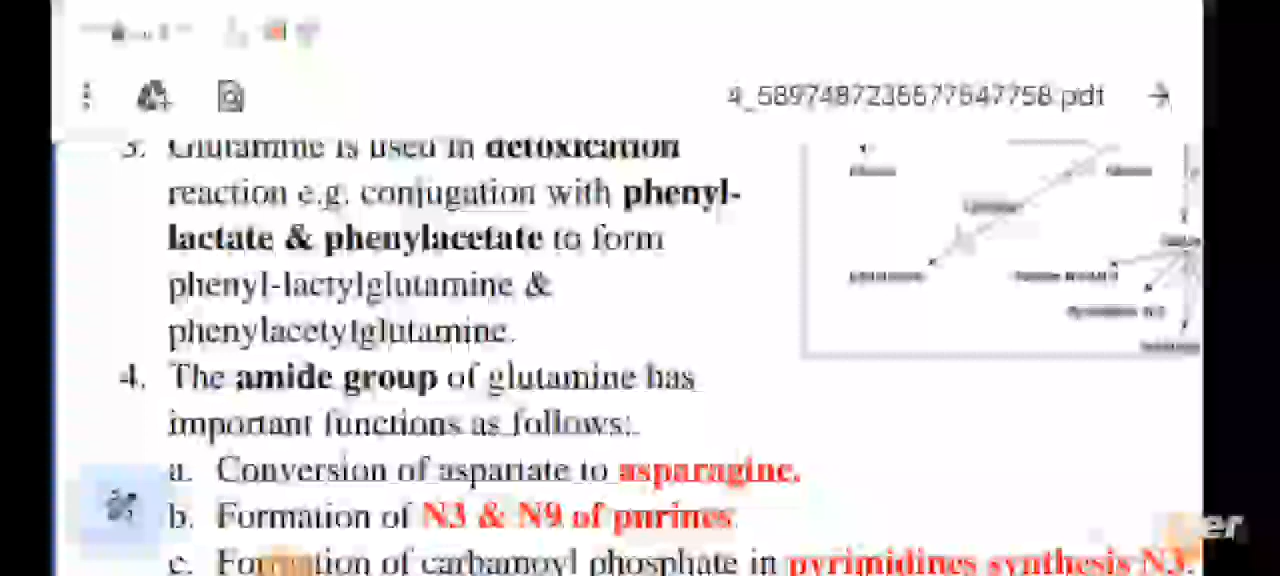 4_5897487236677647758.pdf
3. Glutamine is used in detoxication
reaction e.g. conjugation with phenyl-
lactate & phenylacetate to form
phenyl-lactylglutamine &
phenylacetylglutamine.
4. The amide group of glutamine has
important functions as follows:.
a. Conversion of aspartate to asparagine.
b. Formation of N3 & N9 of purines
c. Formation of carbamoyl phosphate in pyrimidines synthesis N3.